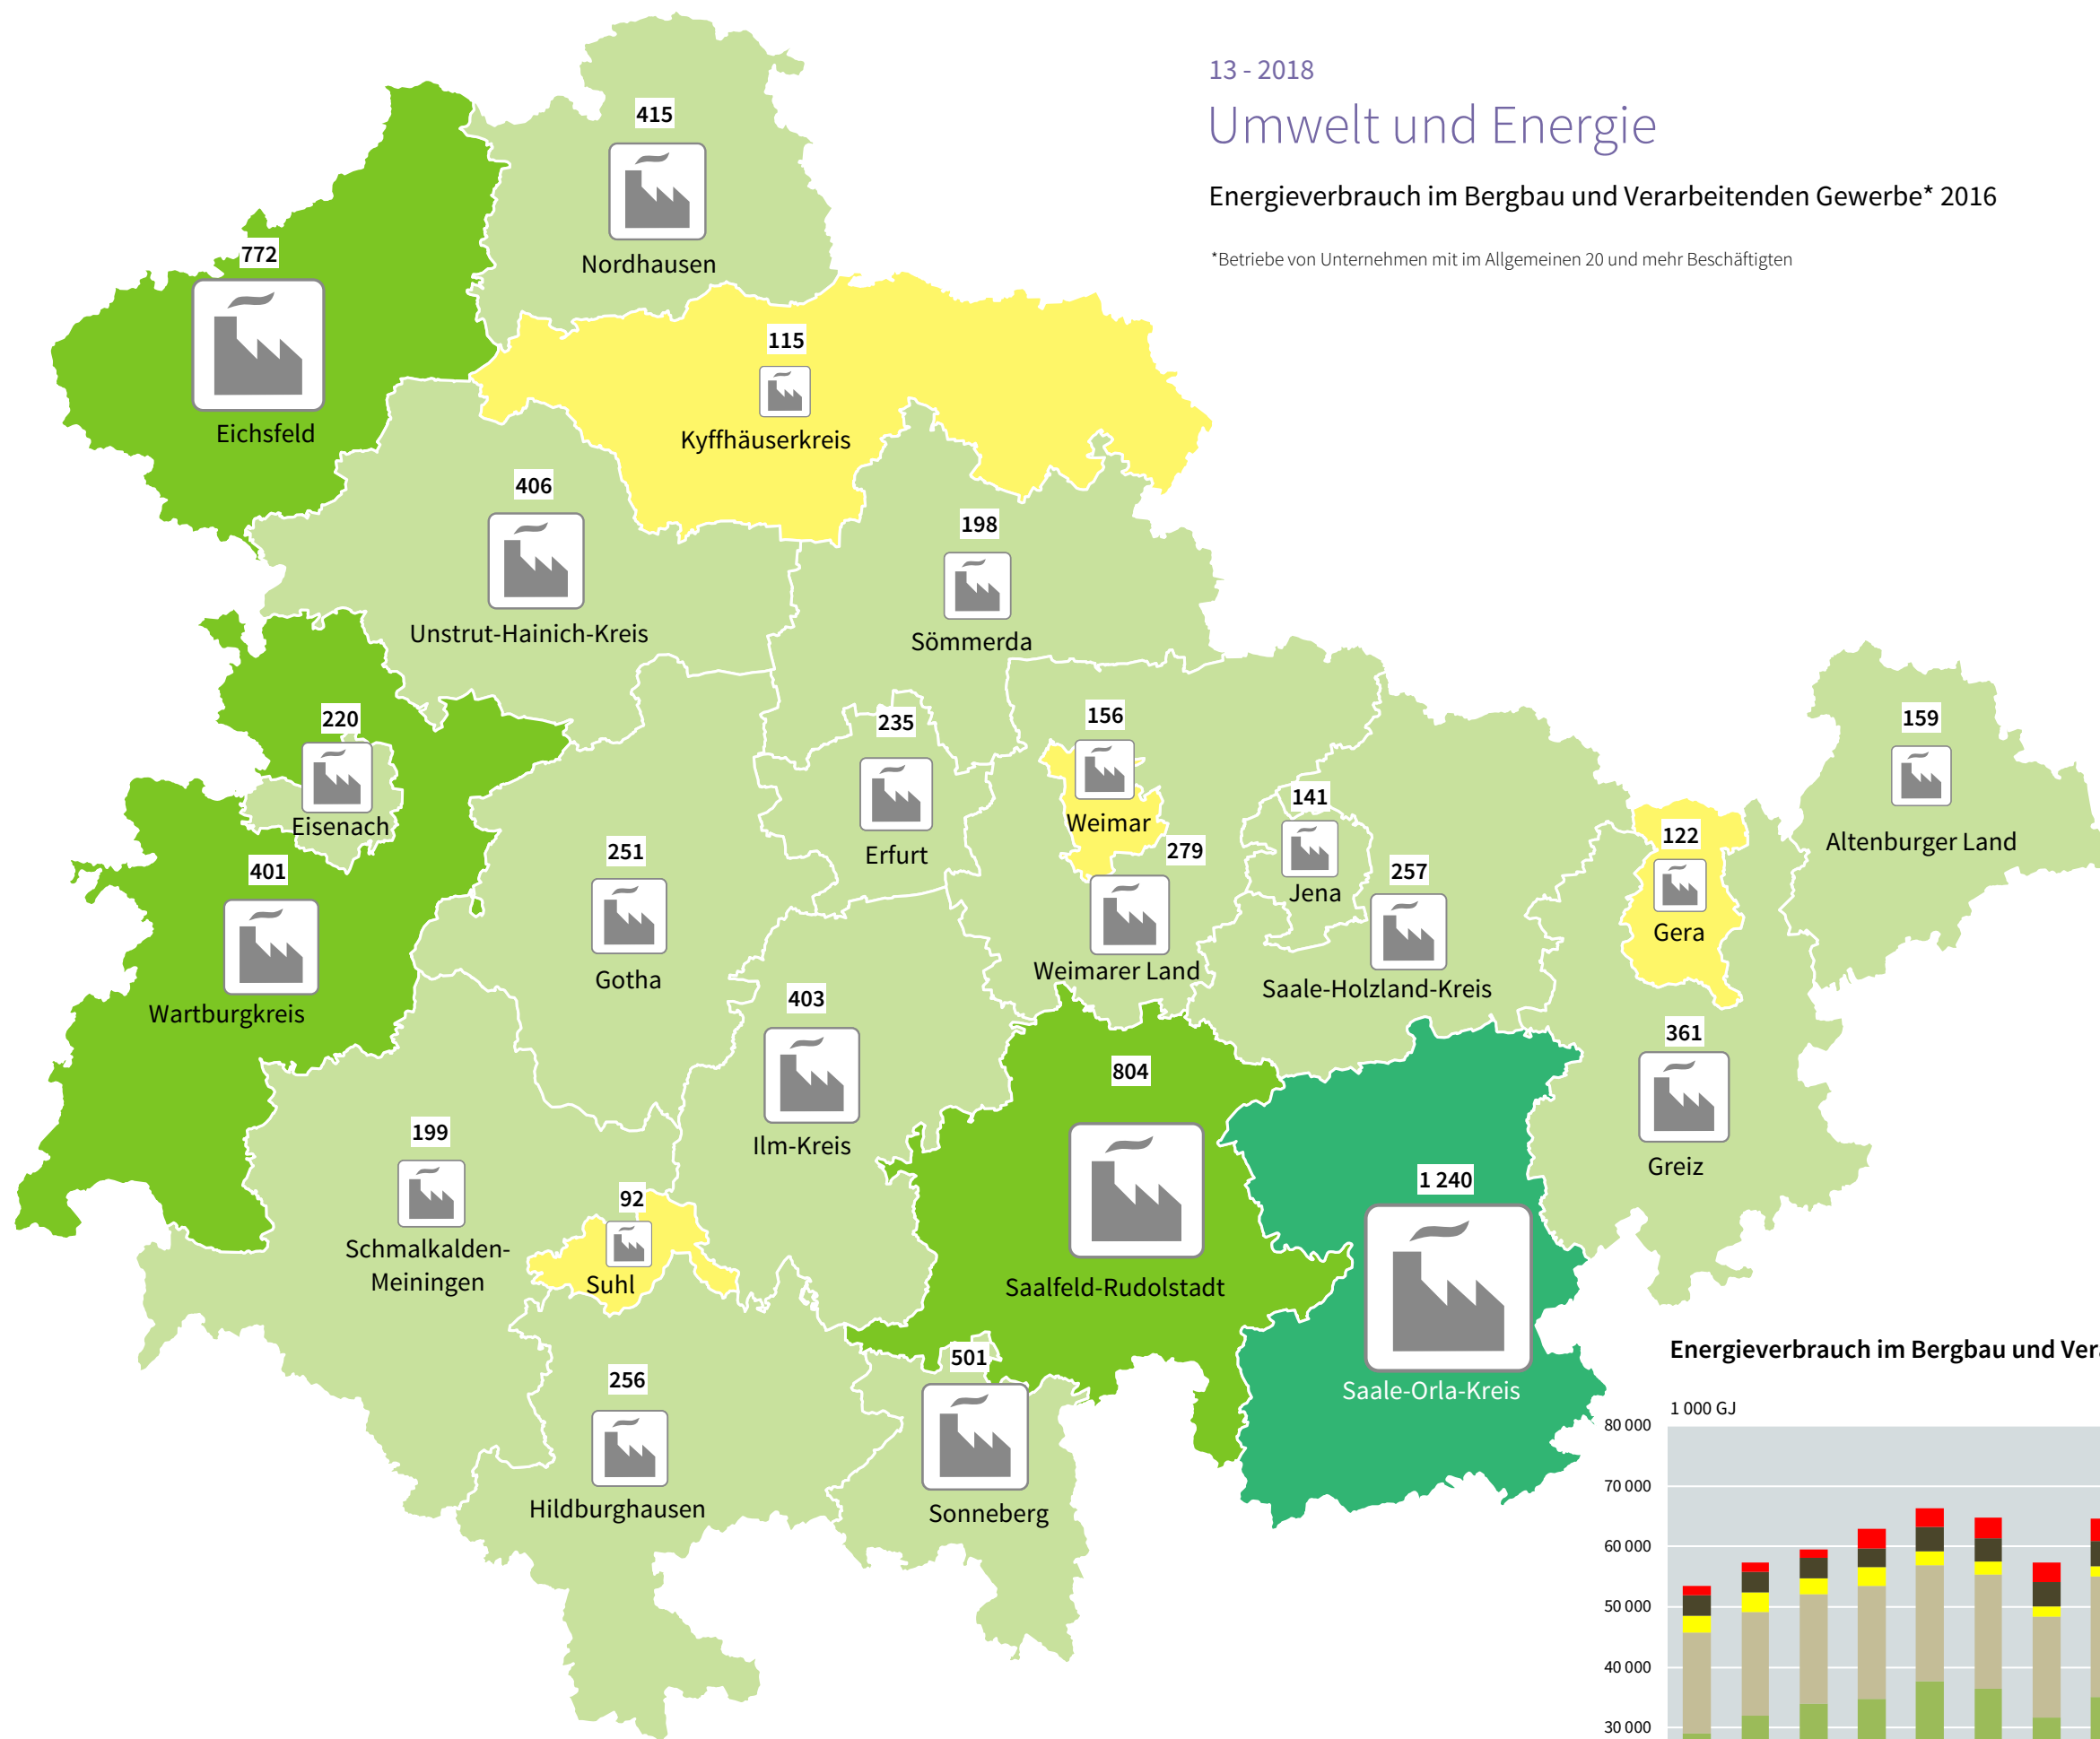 13 - 2018
Umwelt und Energie
Energieverbrauch im Bergbau und Verarbeitenden Gewerbe* 2016
*Betriebe von Unternehmen mit im Allgemeinen 20 und mehr Beschäftigten
415
Nordhausen
772
Eichsfeld
115
Kyffhäuserkreis
406
Unstrut-Hainich-Kreis
198
Sömmerda
220
Eisenach
235
Erfurt
156
Weimar
159
Altenburger Land
141
Jena
122
Gera
401
Wartburgkreis
251
Gotha
279
Weimarer Land
257
Saale-Holzland-Kreis
403
Ilm-Kreis
361
Greiz
804
Saalfeld-Rudolstadt
199
Schmalkalden-
Meiningen
92
Suhl
1 240
Saale-Orla-Kreis
256
Hildburghausen
501
Sonneberg
Energieverbrauch im Bergbau und Ver
1 000 GJ
80 000
70 000
60 000
50 000
40 000
30 000